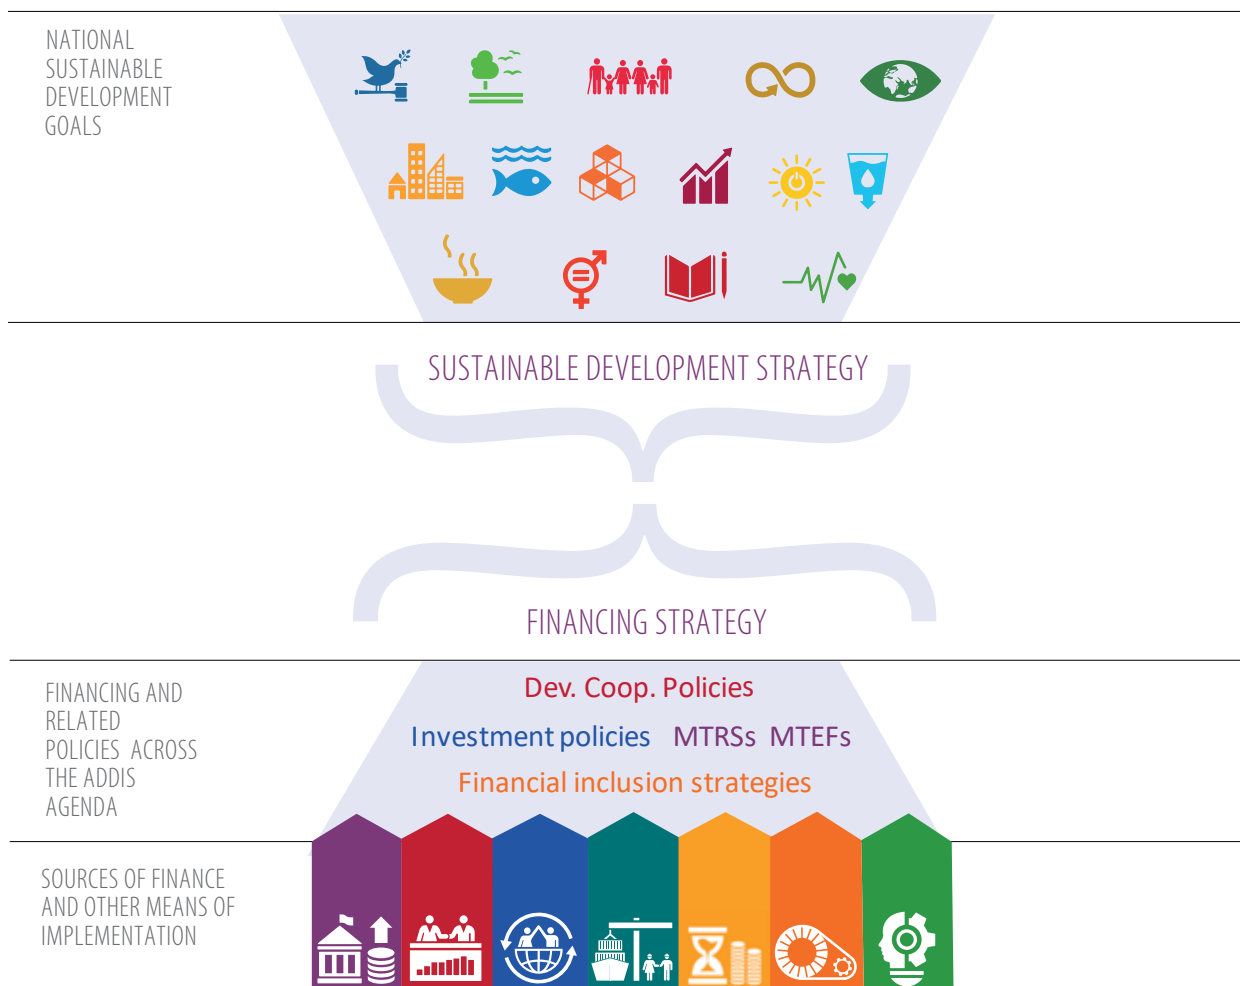 NATIONAL
SUSTAINABLE
DEVELOPMENT
GOALS
SUSTAINABLE DEVELOPMENT STRATEGY
FINANCING STRATEGY
FINANCING AND
RELATED
POLICIES ACROSS
THE ADDIS
AGENDA
Dev. Coop. Policies
Investment policies MTRSs MTEFs
Financial inclusion strategies
SOURCES OF FINANCE
AND OTHER MEANS OF
IMPLEMENTATION